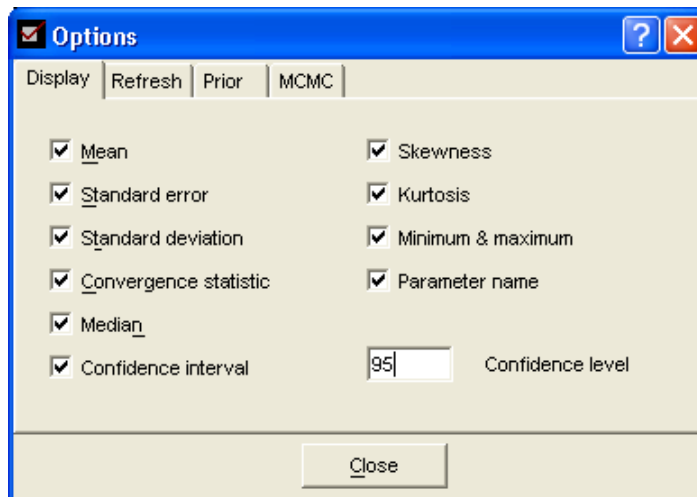 Options
?
Display Refresh Prior MCMC
Mean
Skewness
Standard error
Kurtosis
Standard deviation
Minimum & maximum
Convergence statistic
Parameter name
Median
Confidence interval
95 Confidence level
Close